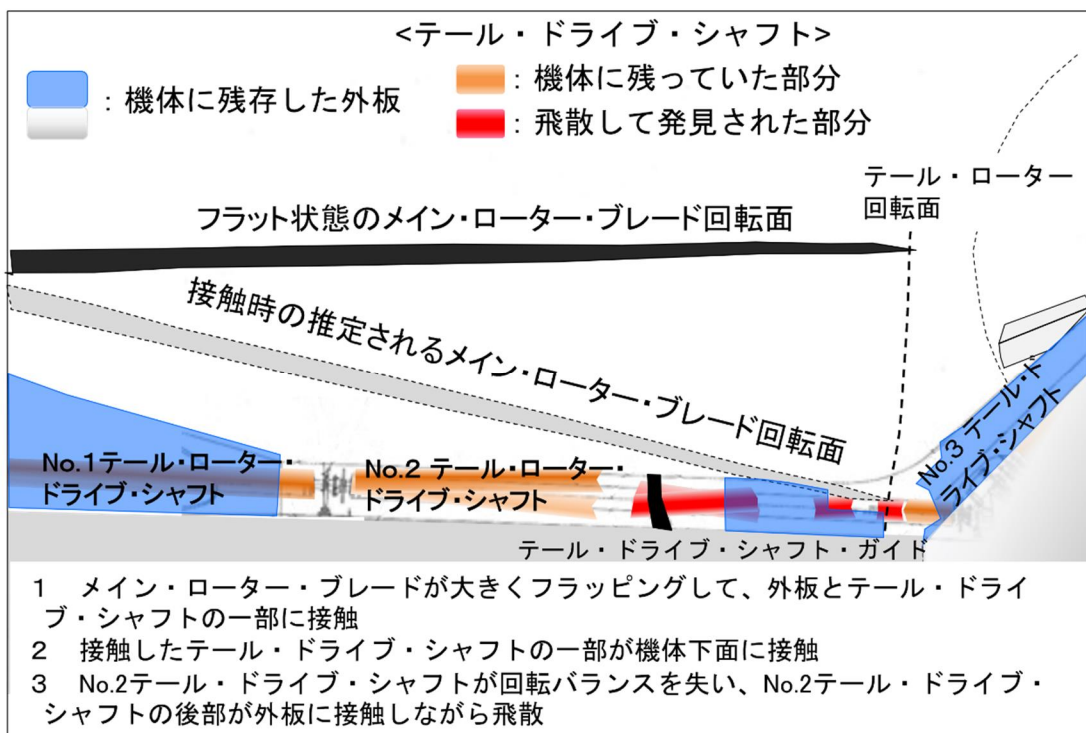 <テール・ドライブ・シャフト>
：機体に残存した外板
：機体に残っていた部分
：飛散して発見された部分
テール・ローター
回転面
フラット状態のメイン・ローター・ブレード回転面
接触時の推定されるメイン・ローター・ブレード回転面
No.1テール・ローター・
ドライブ・シャフト
No.2 テール・ローター・
ドライブ・シャフト
No.3 テール・ド
ライブ・シャフト
テール・ドライブ・シャフト・ガイド
1　メイン・ローター・ブレードが大きくフラッピングして、外板とテール・ドライ
ブ・シャフトの一部に接触
2　接触したテール・ドライブ・シャフトの一部が機体下面に接触
3　No.2テール・ドライブ・シャフトが回転バランスを失い、No.2テール・ドライブ・
シャフトの後部が外板に接触しながら飛散